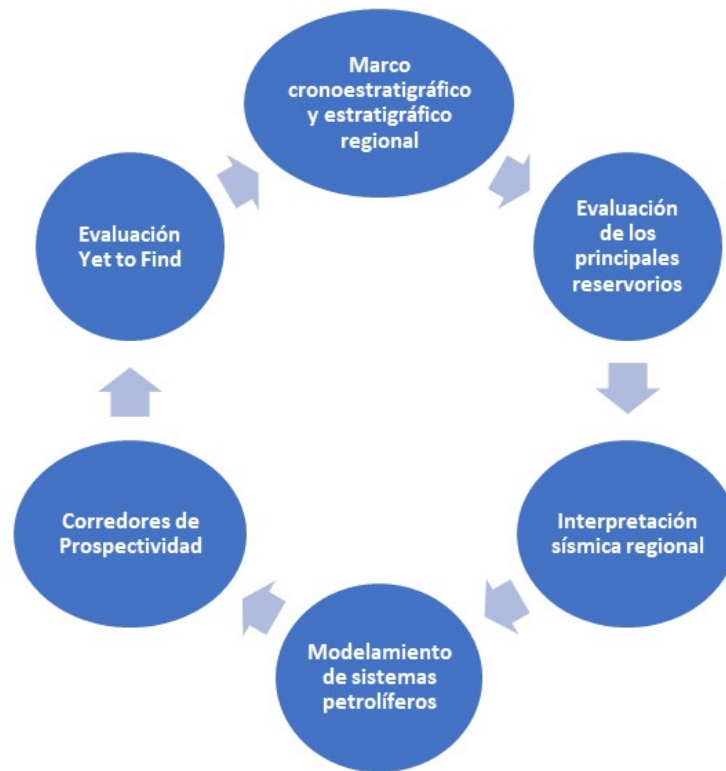 Marco
cronoestratigráfico
y estratigráfico
regional
Evaluación
de los
principales
reservorios
Interpretación
sísmica regional
Modelamiento
de sistemas
petrolíferos
Corredores de
Prospectividad
Evaluación
Yet to Find